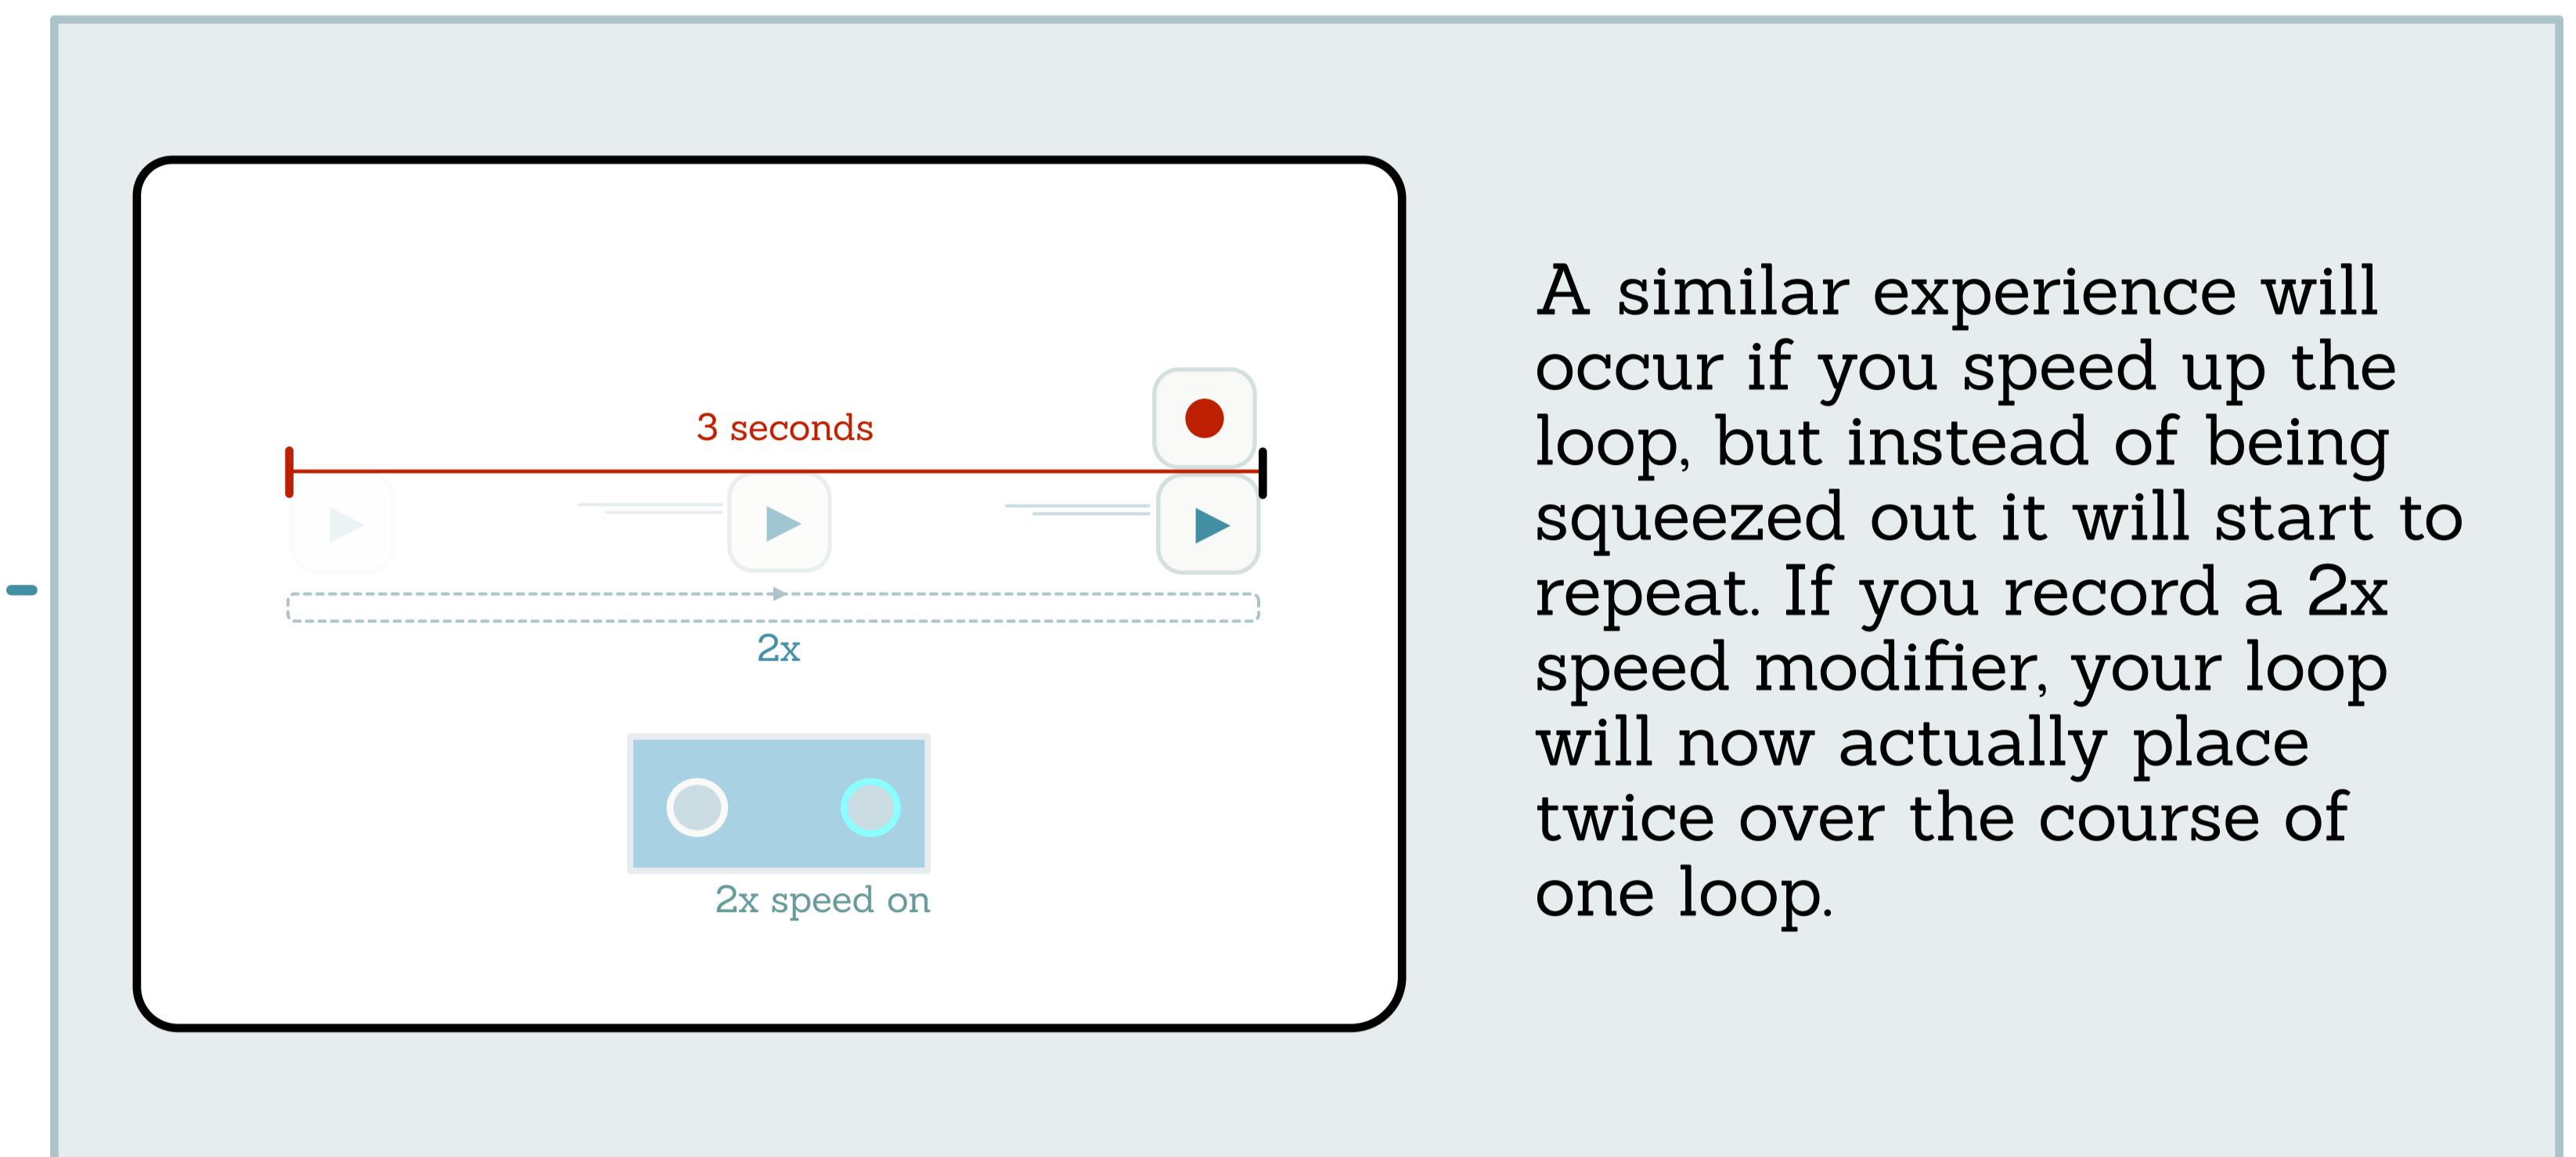 3 seconds
2x
2x speed on
A similar experience will
occur if you speed up the
loop, but instead of being
squeezed out it will start to
repeat. If you record a 2x
speed modifier, your loop
will now actually place
twice over the course of
one loop.